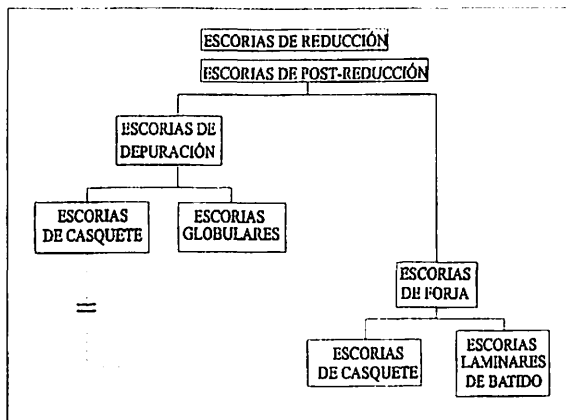 ESCORIAS DE REDUCCIÓN
ESCORIAS DE POST-REDUCCIÓN
ESCORIAS DE
DEPURACIÓN
ESCORIAS
DE CASQUETE
ESCORIAS
GLOBULARES
=
ESCORIAS
DE FORJA
ESCORIAS
DE CASQUETE
ESCORIAS
LAMINARES
DE BATIDO